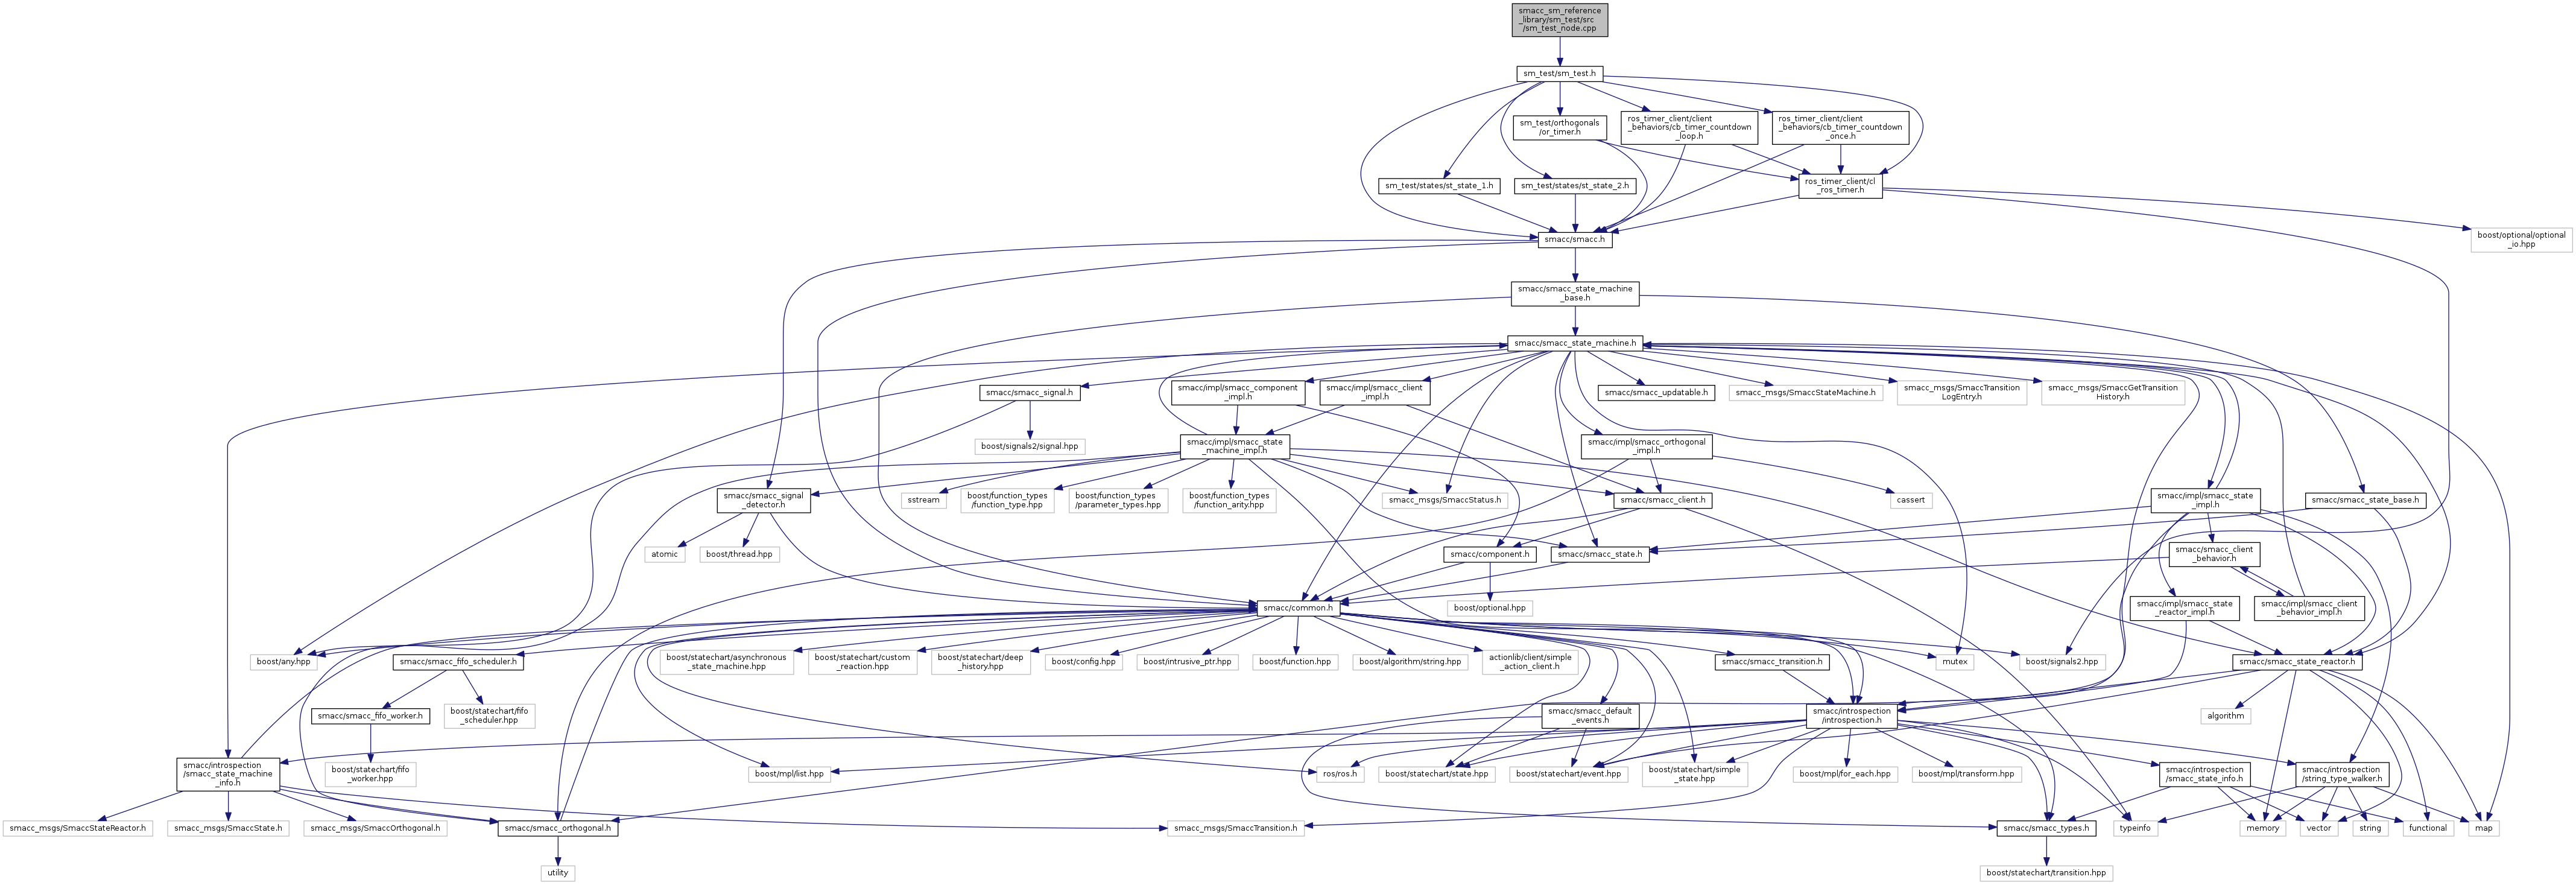 smacc_sm_reference
_library/sm_test/src
/sm_test_node.cpp
sm_test/sm_test.h
sm_test/orthogonals
/or_timer.h
ros_timer_client/client
_behaviors/cb_timer_countdown
_loop.h
ros_timer_client/client
_behaviors/cb_timer_countdown
_once.h
sm_test/states/st_state_1.h
sm_test/states/st_state_2.h
ros_timer_client/cl
_ros_timer.h
smacc/smacc.h
boost/optional/optional
_io.hpp
smacc/smacc_state_machine
_base.h
smacc/smacc_state_machine.h
smacc/smacc_signal.h
smacc/impl/smacc_component
_impl.h
smacc/impl/smacc_client
_impl.h
smacc/smacc_updatable.h
smacc_msgs/SmaccStateMachine.h
smacc_msgs/SmaccTransition
LogEntry.h
smacc_msgs/SmaccGetTransition
History.h
boost/signals2/signal.hpp
smacc/impl/smacc_state
_machine_impl.h
smacc/impl/smacc_orthogonal
_impl.h
smacc/smacc_signal
_detector.h
sstream
boost/function_types
/function_type.hpp
boost/function_types
/parameter_types.hpp
boost/function_types
/function_arity.hpp
smacc_msgs/SmaccStatus.h
smacc/smacc_client.h
cassert
smacc/impl/smacc_state
_impl.h
smacc/smacc_state_base.h
atomic
boost/thread.hpp
smacc/component.h
smacc/smacc_state.h
smacc/smacc_client
_behavior.h
smacc/common.h
boost/optional.hpp
smacc/impl/smacc_state
_reactor_impl.h
smacc/impl/smacc_client
_behavior_impl.h
boost/any.hpp
smacc/smacc_fifo_scheduler.h
boost/statechart/asynchronous
_state_machine.hpp
boost/statechart/custom
_reaction.hpp
boost/statechart/deep
_history.hpp
boost/config.hpp
boost/intrusive_ptr.hpp
boost/function.hpp
boost/algorithm/string.hpp
actionlib/client/simple
_action_client.h
smacc/smacc_transition.h
mutex
boost/signals2.hpp
smacc/smacc_state_reactor.h
smacc/smacc_fifo_worker.h
boost/statechart/fifo
_scheduler.hpp
smacc/smacc_default
_events.h
smacc/introspection
/introspection.h
algorithm
smacc/introspection
/smacc_state_machine
_info.h
boost/statechart/fifo
_worker.hpp
boost/mpl/list.hpp
ros/ros.h
boost/statechart/state.hpp
boost/statechart/event.hpp
boost/statechart/simple
_state.hpp
boost/mpl/for_each.hpp
boost/mpl/transform.hpp
smacc/introspection
/smacc_state_info.h
smacc/introspection
/string_type_walker.h
smacc_msgs/SmaccStateReactor.h
smacc_msgs/SmaccState.h
smacc_msgs/SmaccOrthogonal.h
smacc/smacc_orthogonal.h
smacc_msgs/SmaccTransition.h
smacc/smacc_types.h
typeinfo
memory
vector
string
functional
map
utility
boost/statechart/transition.hpp